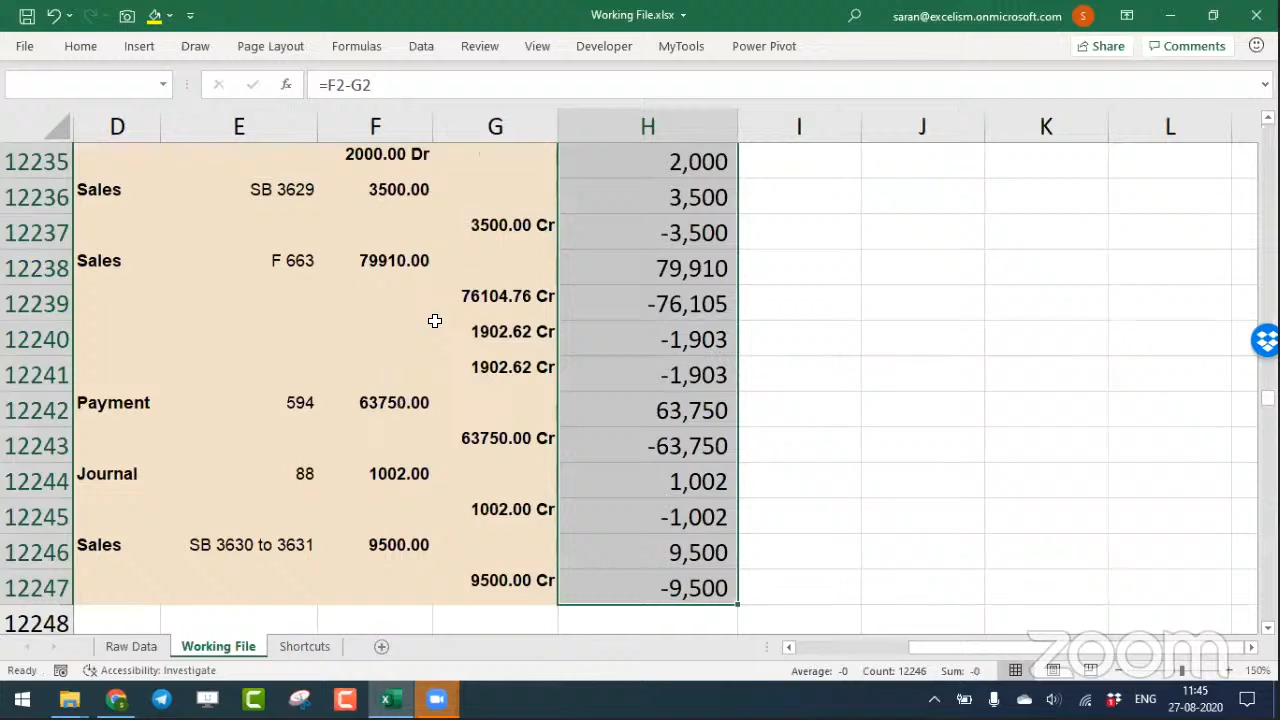 Working File.xlsx
saran@excelism.onmicrosoft.com S
File Home Insert Draw Page Layout Formulas Data Review View Developer MyTools Power Pivot Share Comments
=F2-G2
D E F G H I J K L
12235 2000.00 Dr 2,000
12236 Sales SB 3629 3500.00 3,500
12237 3500.00 Cr -3,500
12238 Sales F 663 79910.00 79,910
12239 76104.76 Cr -76,105
12240 1902.62 Cr -1,903
12241 1902.62 Cr -1,903
12242 Payment 594 63750.00 63,750
12243 63750.00 Cr -63,750
12244 Journal 88 1002.00 1,002
12245 1002.00 Cr -1,002
12246 Sales SB 3630 to 3631 9500.00 9,500
12247 9500.00 Cr -9,500
12248
Raw Data Working File Shortcuts
zoom
Ready Accessibility: Investigate Average: -0 Count: 12246 Sum: -0 150%
ENG 11:45
27-08-2020